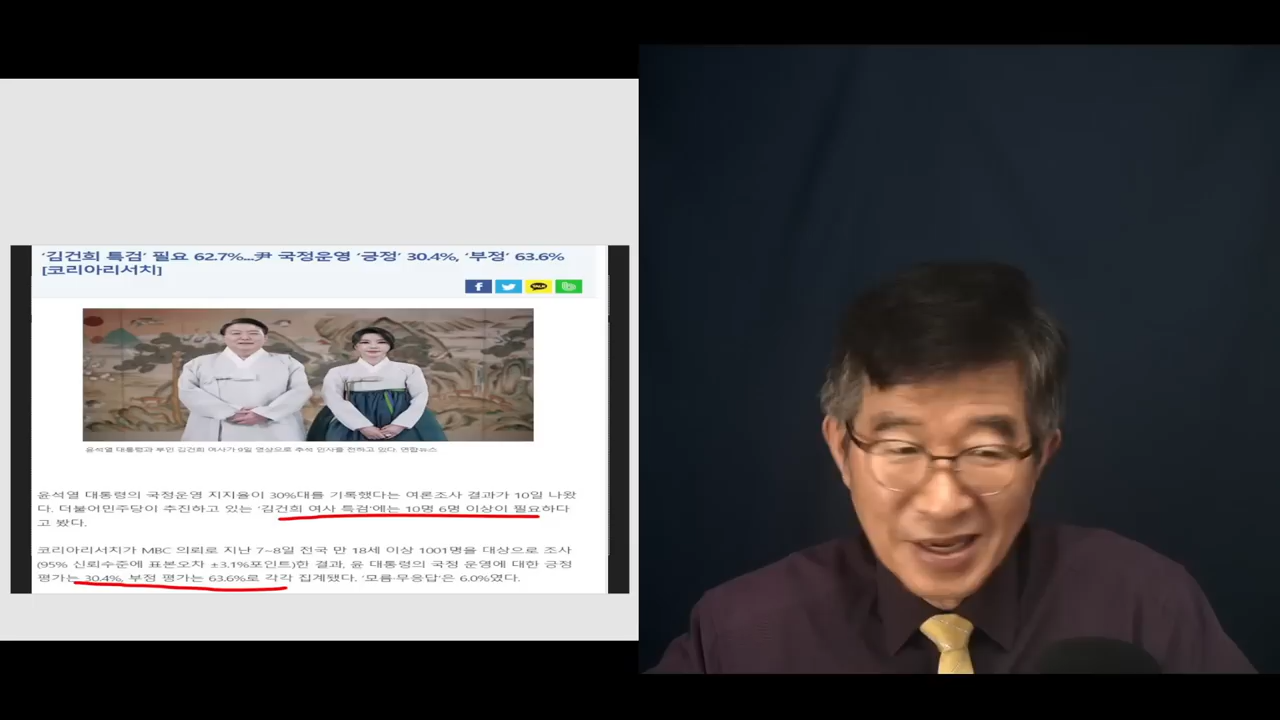 '김건희 특검' 필요 62.7%...尹 국정운영 '긍정' 30.4%, '부정' 63.6%
[코리아리서치]
f
TALK
b
윤석열 대통령과 부인 김건희 여사가 9일 영상으로 추석 인사를 전하고 있다. 연합뉴스
윤석열 대통령의 국정운영 지지율이 30%대를 기록했다는 여론조사 결과가 10일 나왔
다. 더불어민주당이 추진하고 있는 '김건희 여사 특검'에는 10명 6명 이상이 필요하다
고 봤다.
코리아리서치가 MBC 의뢰로 지난 7~8일 전국 만 18세 이상 1001명을 대상으로 조사
(95% 신뢰수준에 표본오차 ±3.1%포인트)한 결과, 윤 대통령의 국정 운영에 대한 긍정
평가는 30.4%, 부정 평가는 63.6%로 각각 집계됐다. '모름·무응답'은 6.0%였다.